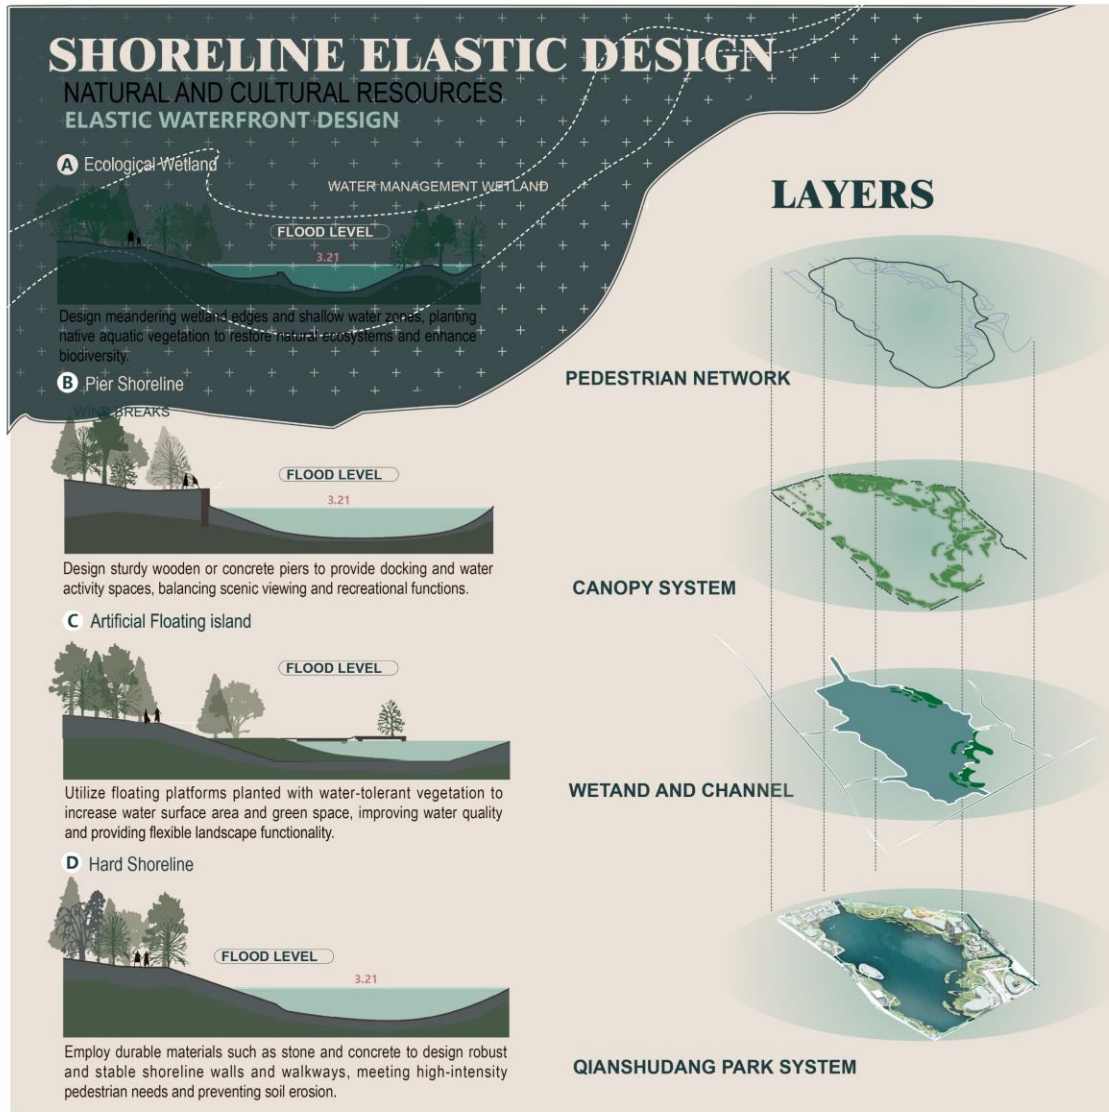 SHORELINE ELASTIC DESIGN
NATURAL AND CULTURAL RESOURCES
ELASTIC WATERFRONT DESIGN
A Ecological Wetland
WATER MANAGEMENT WETLAND
FLOOD LEVEL
3.21
Design meandering wetland edges and shallow water zones, planting
native aquatic vegetation to restore natural ecosystems and enhance
biodiversity.
B Pier Shoreline
WIND BREAKS
FLOOD LEVEL
3.21
Design sturdy wooden or concrete piers to provide docking and water
activity spaces, balancing scenic viewing and recreational functions.
C Artificial Floating island
FLOOD LEVEL
Utilize floating platforms planted with water-tolerant vegetation to
increase water surface area and green space, improving water quality
and providing flexible landscape functionality.
D Hard Shoreline
FLOOD LEVEL
3.21
Employ durable materials such as stone and concrete to design robust
and stable shoreline walls and walkways, meeting high-intensity
pedestrian needs and preventing soil erosion.
LAYERS
PEDESTRIAN NETWORK
CANOPY SYSTEM
WETAND AND CHANNEL
QIANSHUDANG PARK SYSTEM